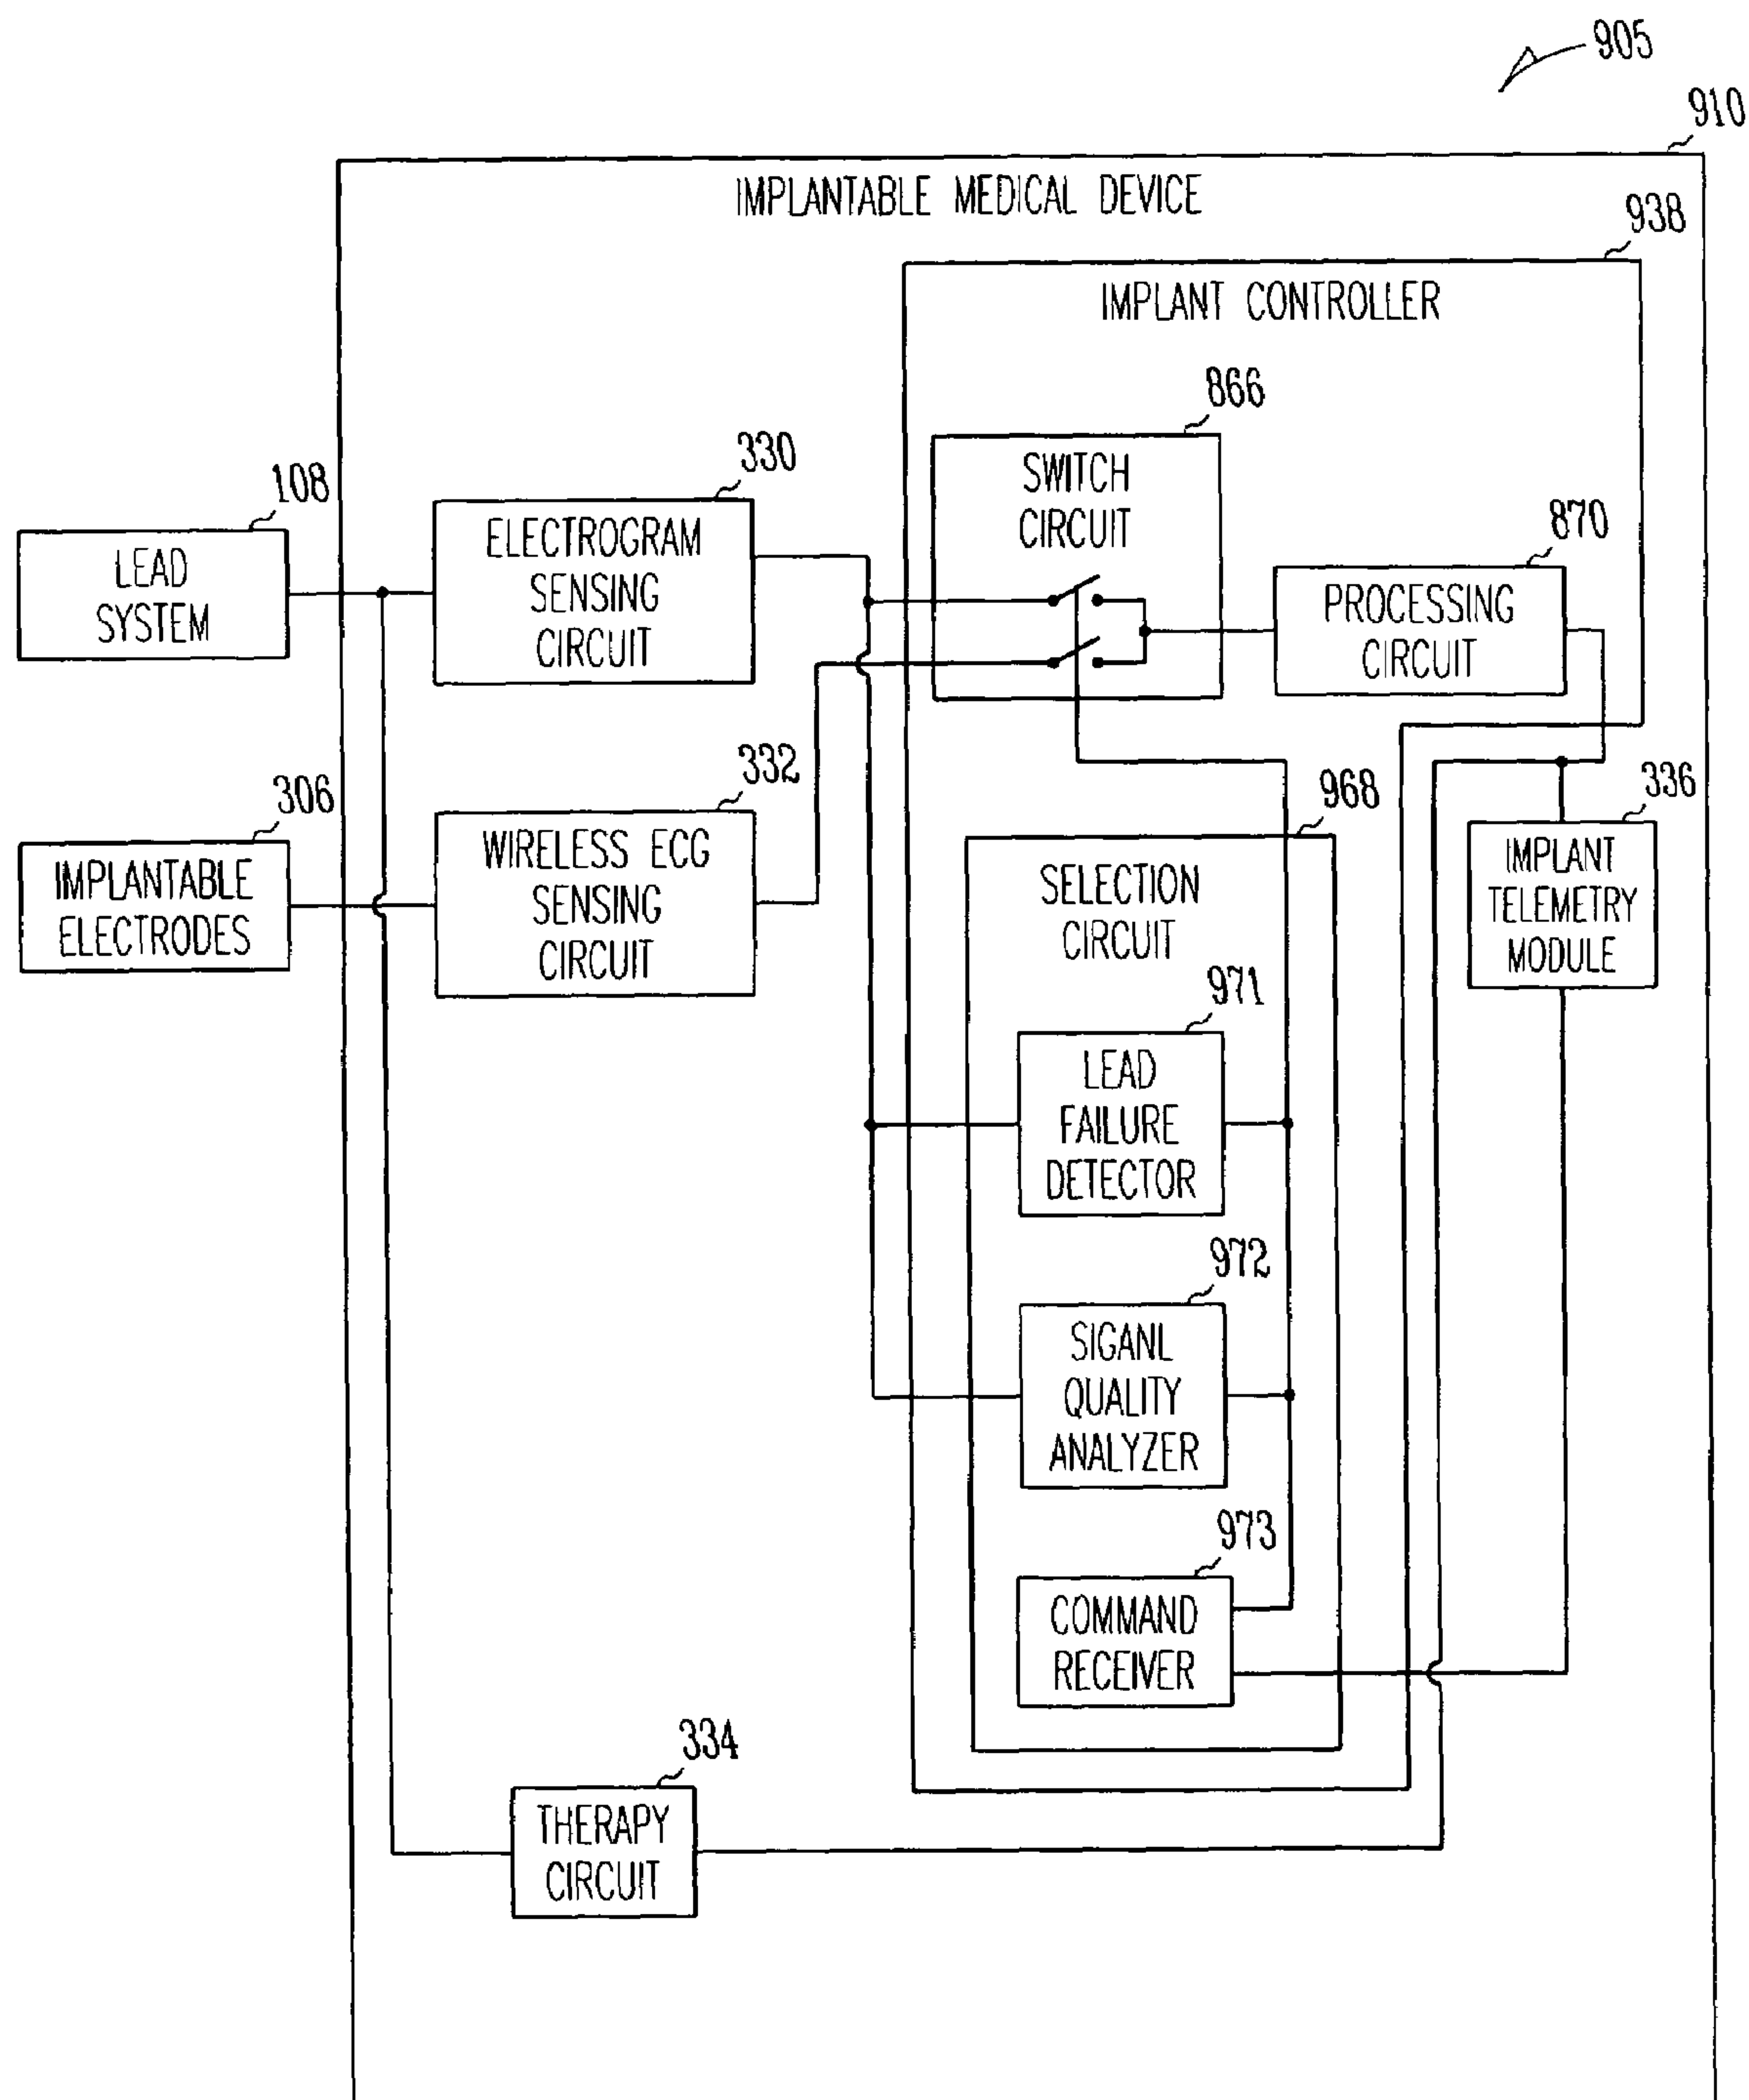 905
910
IMPLANTABLE MEDICAL DEVICE
938
IMPLANT CONTROLLER
866
SWITCH
CIRCUIT
330
ELECTROGRAM
SENSING
CIRCUIT
108
LEAD
SYSTEM
870
PROCESSING
CIRCUIT
332
WIRELESS ECG
SENSING
CIRCUIT
306
IMPLANTABLE
ELECTRODES
968
SELECTION
CIRCUIT
336
IMPLANT
TELEMETRY
MODULE
971
LEAD
FAILURE
DETECTOR
972
SIGANL
QUALITY
ANALYZER
973
COMMAND
RECEIVER
334
THERAPY
CIRCUIT